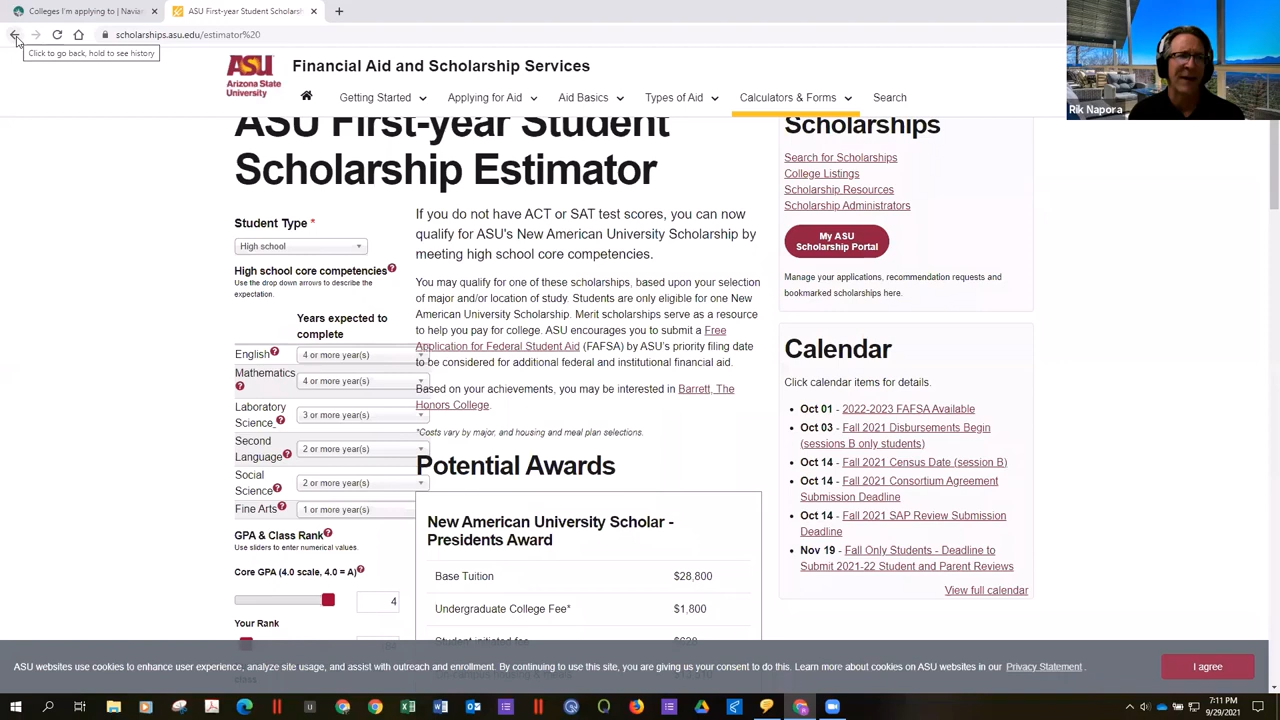 Colleges I'm applying to | Navian
ASU First-year Student Scholarsh
scholarships.asu.edu/estimator%20
Click to go back, hold to see history
ASU
Arizona State
University
Financial Aid and Scholarship Services
Getting Started
Applying for Aid
Aid Basics
Types of Aid
Calculators & Forms
Search
Rik Napora
ASU First-year Student
Scholarship Estimator
Student Type *
High school
High school core competencies
Use the drop down arrows to describe the
expectation.
Years expected to
complete
English
4 or more year(s)
Mathematics
4 or more year(s)
Laboratory
Science
3 or more year(s)
Second
Language
2 or more year(s)
Social
Science
2 or more year(s)
Fine Arts
1 or more year(s)
GPA & Class Rank
Use sliders to enter numerical values.
Core GPA (4.0 scale, 4.0 = A)
4
Your Rank
184
class
If you do not have ACT or SAT test scores, you can now
qualify for ASU's New American University Scholarship by
meeting high school core competencies.
You may qualify for one of these scholarships, based upon your selection
of major and/or location of study. Students are only eligible for one New
American University Scholarship. Merit scholarships serve as a resource
to help you pay for college. ASU encourages you to submit a Free
Application for Federal Student Aid (FAFSA) by ASU's priority filing date
to be considered for additional federal and institutional financial aid.
Based on your achievements, you may be interested in Barrett, The
Honors College.
*Costs vary by major, and housing and meal plan selections.
Potential Awards
New American University Scholar -
Presidents Award
Base Tuition $28,800
Undergraduate College Fee* $1,800
Student initiated fee $628
On-campus housing & meals
Scholarships
Search for Scholarships
College Listings
Scholarship Resources
Scholarship Administrators
My ASU
Scholarship Portal
Manage your applications, recommendation requests and
bookmarked scholarships here.
Calendar
Click calendar items for details.
Oct 01 - 2022-2023 FAFSA Available
Oct 03 - Fall 2021 Disbursements Begin
(sessions B only students)
Oct 14 - Fall 2021 Census Date (session B)
Oct 14 - Fall 2021 Consortium Agreement
Submission Deadline
Oct 14 - Fall 2021 SAP Review Submission
Deadline
Nov 19 - Fall Only Students - Deadline to
Submit 2021-22 Student and Parent Reviews
View full calendar
ASU websites use cookies to enhance user experience, analyze site usage, and assist with outreach and enrollment. By continuing to use this site, you are giving us your consent to do this. Learn more about cookies on ASU websites in our Privacy Statement.
I agree
7:11 PM
9/29/2021